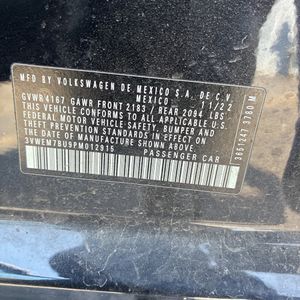 MFD BY VOLKSWAGEN DE MEXICO S.A. DE C.V.
MEXICO 11/22
GVWR 4167 GAWR FRONT 2183 / REAR 2094 LBS
THIS VEHICLE CONFORMS TO ALL APPLICABLE
FEDERAL MOTOR VEHICLE SAFETY, BUMPER AND
THEFT PREVENTION STANDARDS IN EFFECT ON
THE DATE OF MANUFACTURE SHOWN ABOVE.
3VWEM7BU9PM012915
PASSENGER CAR
3651247 3760 M